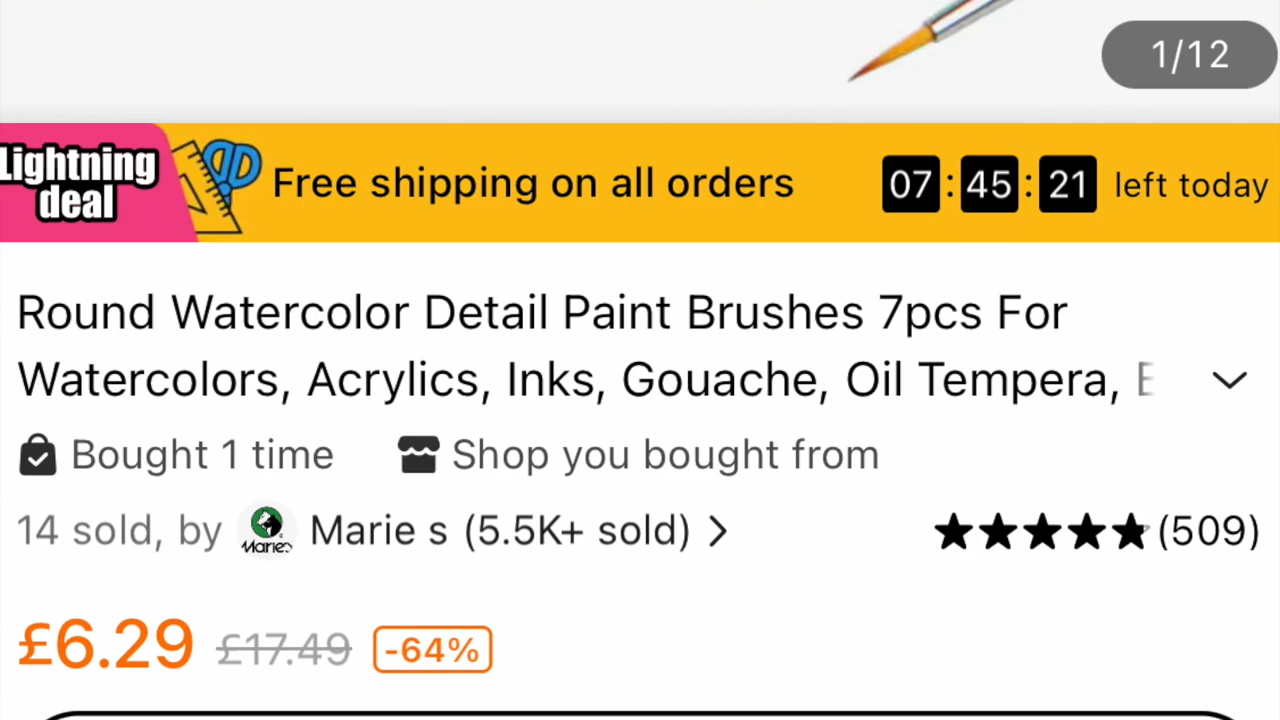 1/12
Lightning
deal
Free shipping on all orders 07:45:21 left today
Round Watercolor Detail Paint Brushes 7pcs For
Watercolors, Acrylics, Inks, Gouache, Oil Tempera,
Bought 1 time Shop you bought from
14 sold, by Maries Marie s (5.5K+ sold) (509)
£6.29 £17.49 -64%